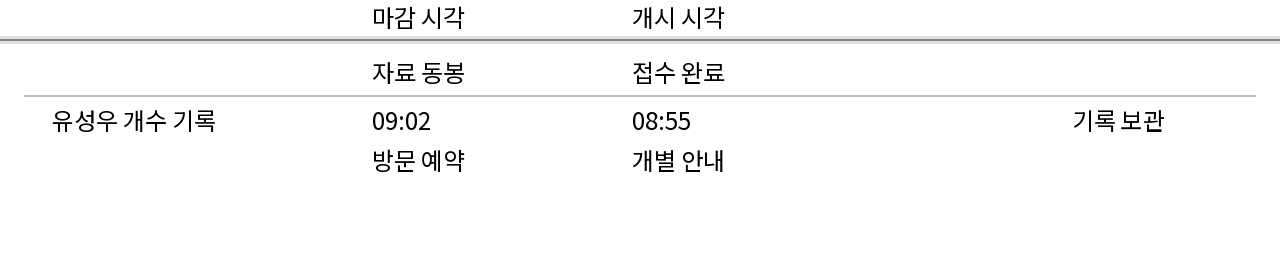 마감 시각 개시 시각
자료 동봉 접수 완료
유성우 개수 기록 09:02 08:55 기록 보관
방문 예약 개별 안내